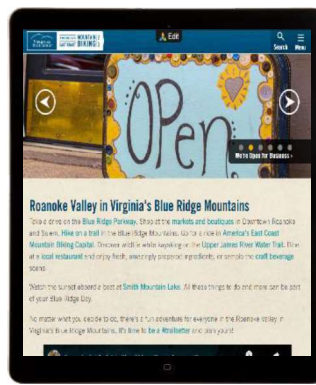 MOUNTAIN
BIKING
Edit
Search
Menu
OPEN
We're Open for Business ›
Roanoke Valley in Virginia's Blue Ridge Mountains
Take a drive on the Blue Ridge Parkway. Shop at the markets and boutiques in Downtown Roanoke
and Salem. Hike on a trail in the Blue Ridge Mountains. Go for a ride in America's East Coast
Mountain Biking Capital. Discover wildlife while kayaking on the Upper James River Water Trail. Dine
at a local restaurant and enjoy fresh, amazingly prepared ingredients, or sample the craft beverage
scene.
Watch the sunset aboard a boat at Smith Mountain Lake. All these things to do and more can be part
of your Blue Ridge Day.
No matter what you decide to do, there's a fun adventure for everyone in the Roanoke Valley in
Virginia's Blue Ridge Mountains. It's time to be a #trailsetter and plan yours!